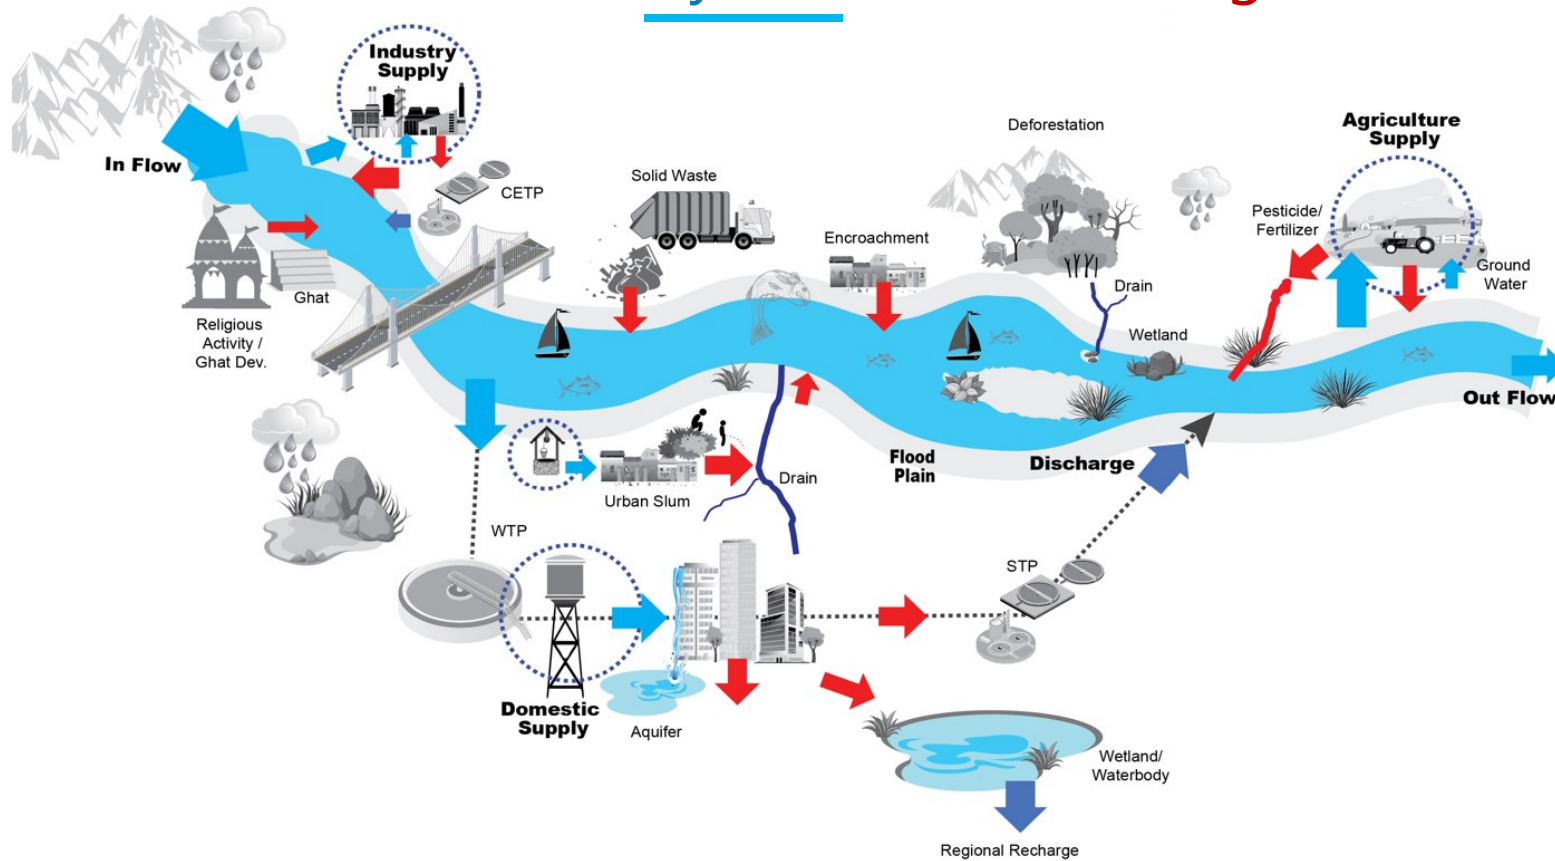 Industry
Supply
In Flow
CETP
Solid Waste
Encroachment
Deforestation
Drain
Wetland
Agriculture
Supply
Pesticide/
Fertilizer
Ground
Water
Ghat
Religious
Activity /
Ghat Dev.
Out Flow
Flood
Plain
Discharge
Urban Slum
Drain
WTP
STP
Domestic
Supply
Aquifer
Wetland/
Waterbody
Regional Recharge